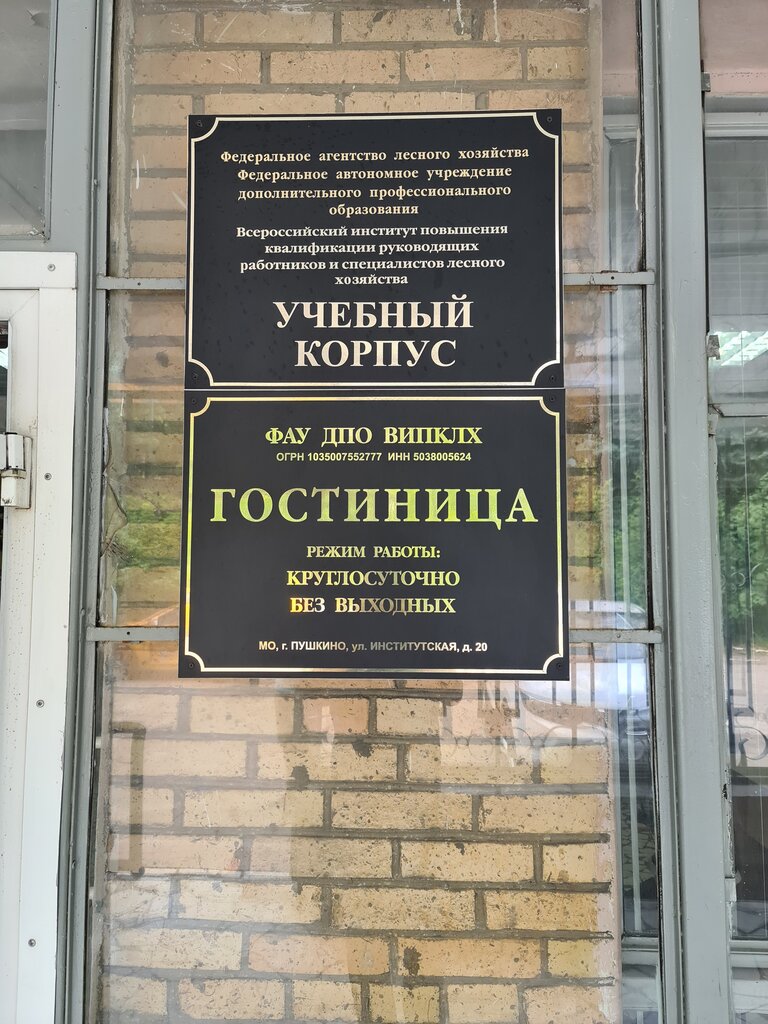 Федеральное агентство лесного хозяйства
Федеральное автономное учреждение
дополнительного профессионального
образования
Всероссийский институт повышения
квалификации руководящих
работников и специалистов лесного
хозяйства
УЧЕБНЫЙ
КОРПУС
ФАУ ДПО ВИПКЛХ
ОГРН 1035007552777 ИНН 5038005624
ГОСТИНИЦА
РЕЖИМ РАБОТЫ:
КРУГЛОСУТОЧНО
БЕЗ ВЫХОДНЫХ
МО, г. ПУШКИНО, ул. ИНСТИТУТСКАЯ, д. 20